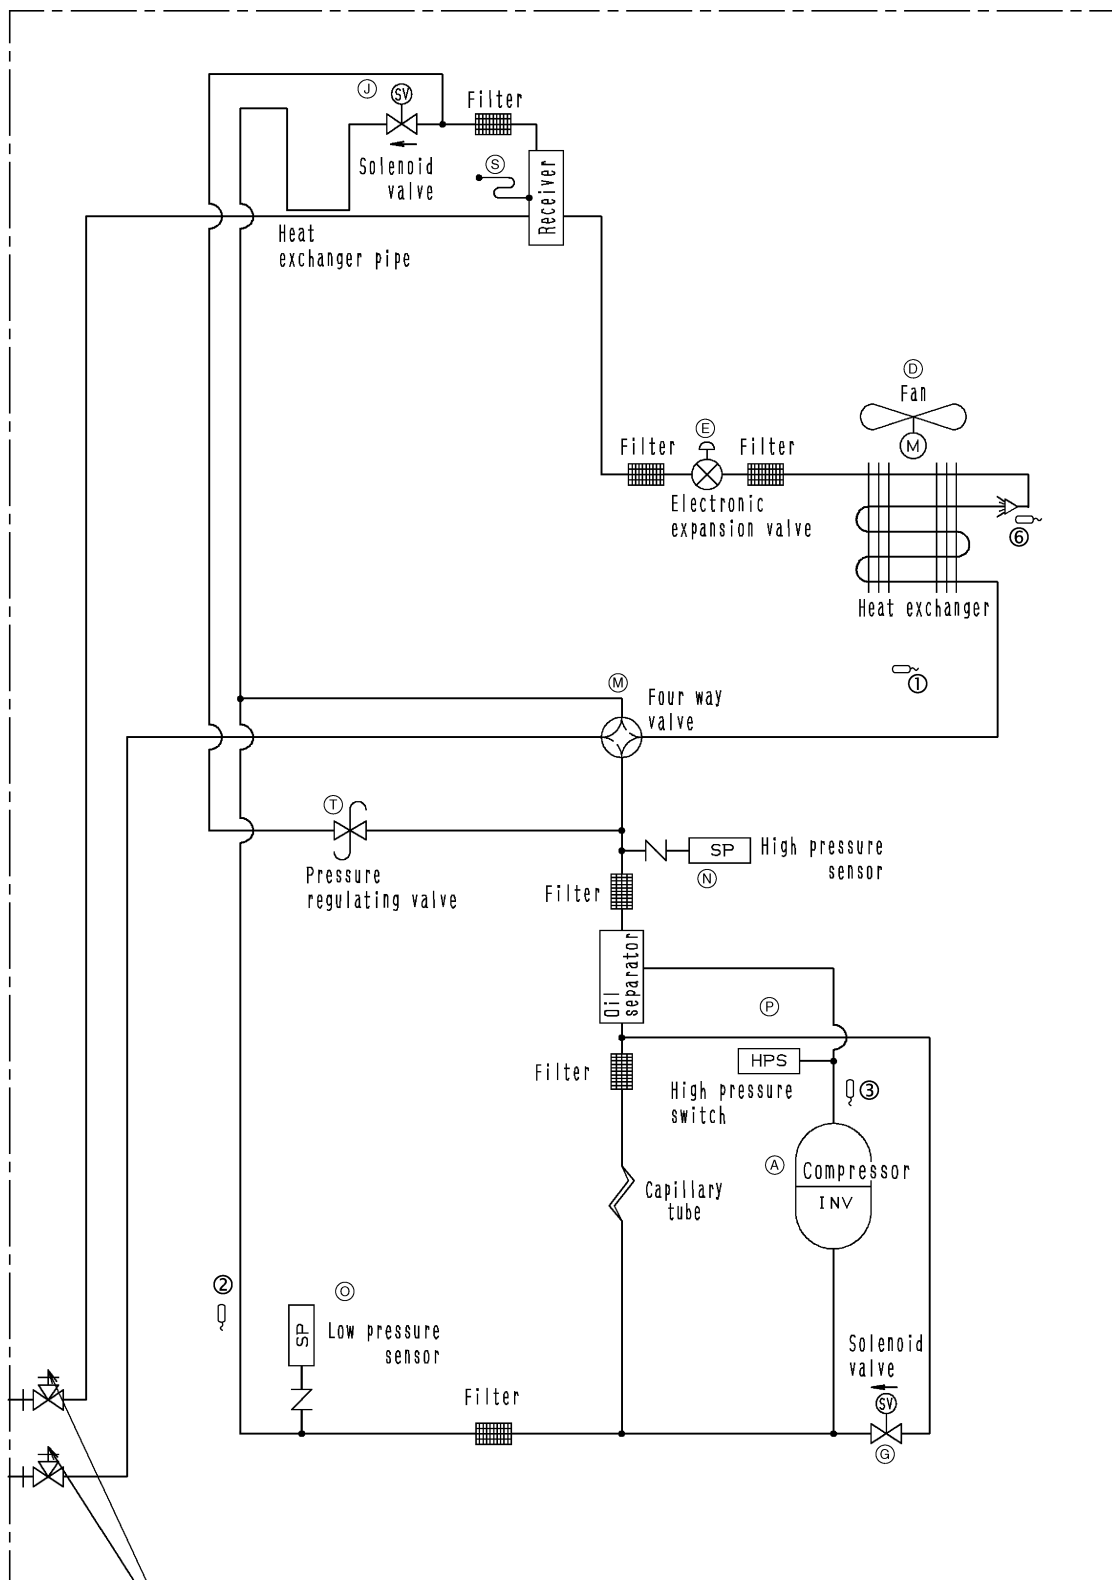 J
SV
Filter
Solenoid
valve
S
Receiver
Heat
exchanger pipe
D
Fan
M
E
Filter
Filter
Electronic
expansion valve
⑥
Heat exchanger
①
M
Four way
valve
T
Pressure
regulating valve
SP
High pressure
sensor
N
Filter
Oil
separator
P
HPS
High pressure
switch
Filter
③
A
Compressor
INV
Capillary
tube
②
O
SP
Low pressure
sensor
Filter
Solenoid
valve
SV
G